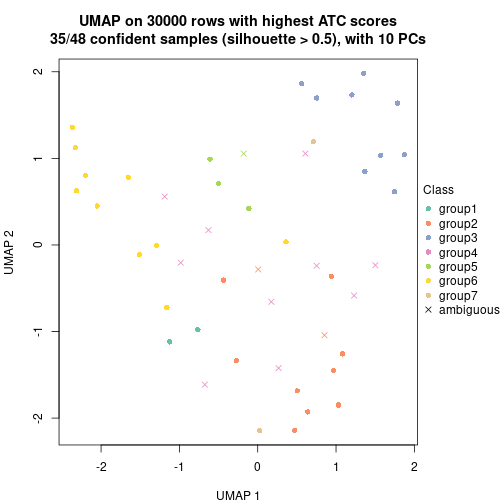 UMAP on 30000 rows with highest ATC scores
35/48 confident samples (silhouette > 0.5), with 10 PCs
2
1
0
-1
-2
UMAP 2
-2
-1
0
1
2
UMAP 1
Class
group1
group2
group3
group4
group5
group6
group7
ambiguous